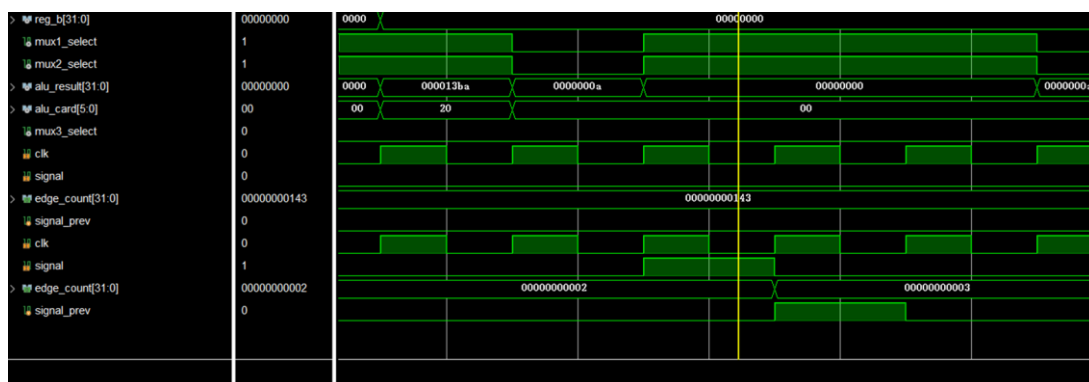 reg_b[31:0] 00000000 0000 00000000
mux1_select 1
mux2_select 1
alu_result[31:0] 00000000 0000 000013ba 0000000a 00000000 0000000a
alu_card[5:0] 00 00 20 00
mux3_select 0
clk 0
signal 0
edge_count[31:0] 00000000143 00000000143
signal_prev 0
clk 0
signal 1
edge_count[31:0] 00000000002 00000000002 00000000003
signal_prev 0